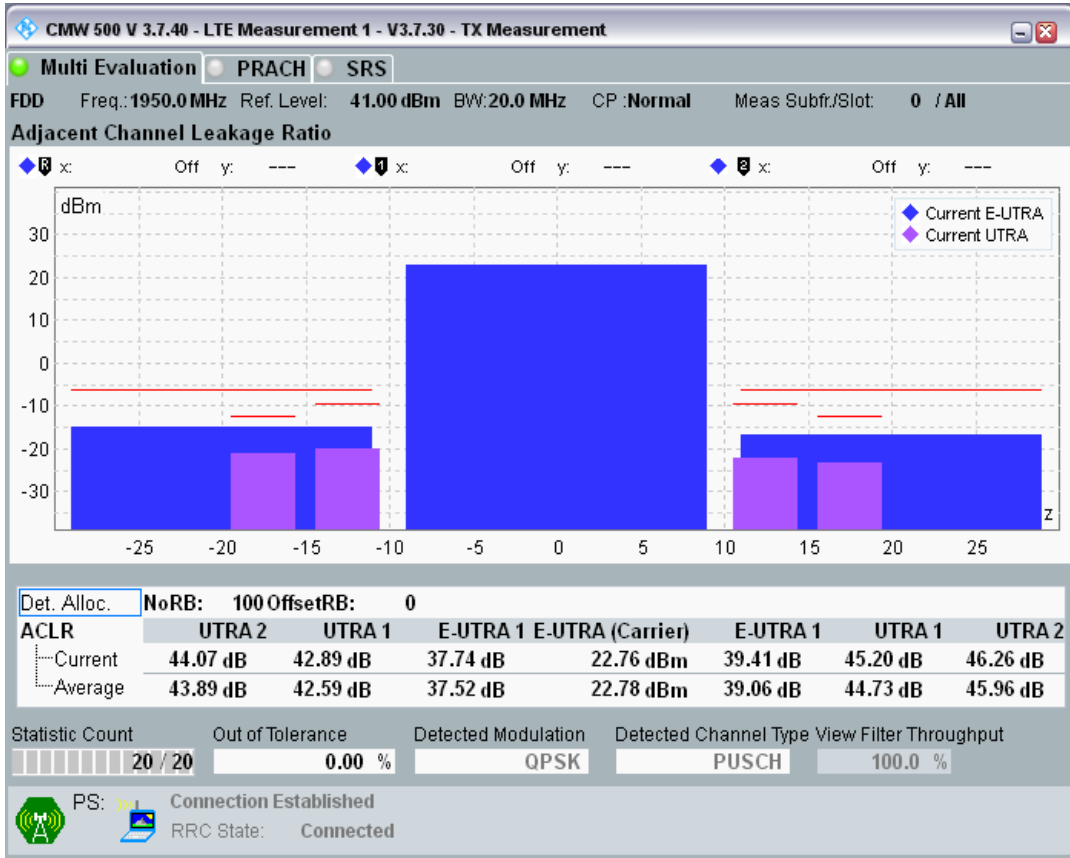 CMW 500 V 3.7.40 - LTE Measurement 1 - V3.7.30 - TX Measurement
Multi Evaluation PRACH SRS
FDD Freq.:1950.0 MHz Ref. Level: 41.00 dBm BW:20.0 MHz CP :Normal Meas Subfr./Slot: 0 / All
Adjacent Channel Leakage Ratio
R x: Off y: --- 1 x: Off y: --- 2 x: Off y: ---
dBm
Current E-UTRA
Current UTRA
30
20
10
0
-10
-20
-30
z
-25 -20 -15 -10 -5 0 5 10 15 20 25
Det. Alloc. NoRB: 100 OffsetRB: 0
ACLR UTRA 2 UTRA 1 E-UTRA 1 E-UTRA (Carrier) E-UTRA 1 UTRA 1 UTRA 2
Current 44.07 dB 42.89 dB 37.74 dB 22.76 dBm 39.41 dB 45.20 dB 46.26 dB
Average 43.89 dB 42.59 dB 37.52 dB 22.78 dBm 39.06 dB 44.73 dB 45.96 dB
Statistic Count Out of Tolerance Detected Modulation Detected Channel Type View Filter Throughput
20 / 20 0.00 % QPSK PUSCH 100.0 %
PS: Connection Established
RRC State: Connected